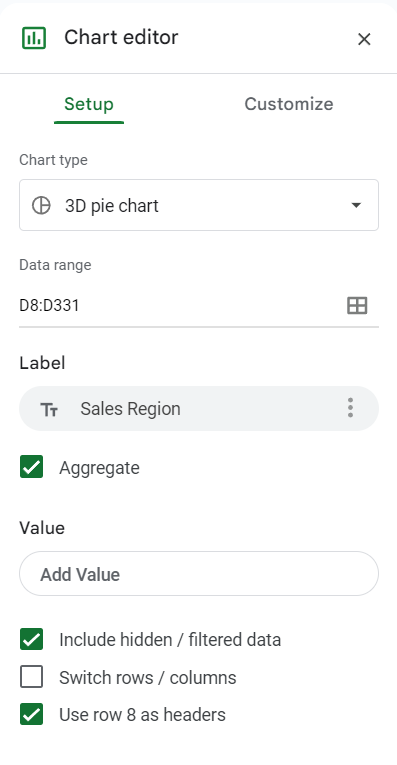 Chart editor
Setup Customize
Chart type
3D pie chart
Data range
D8:D331
Label
Tт Sales Region
Aggregate
Value
Add Value
Include hidden / filtered data
Switch rows / columns
Use row 8 as headers